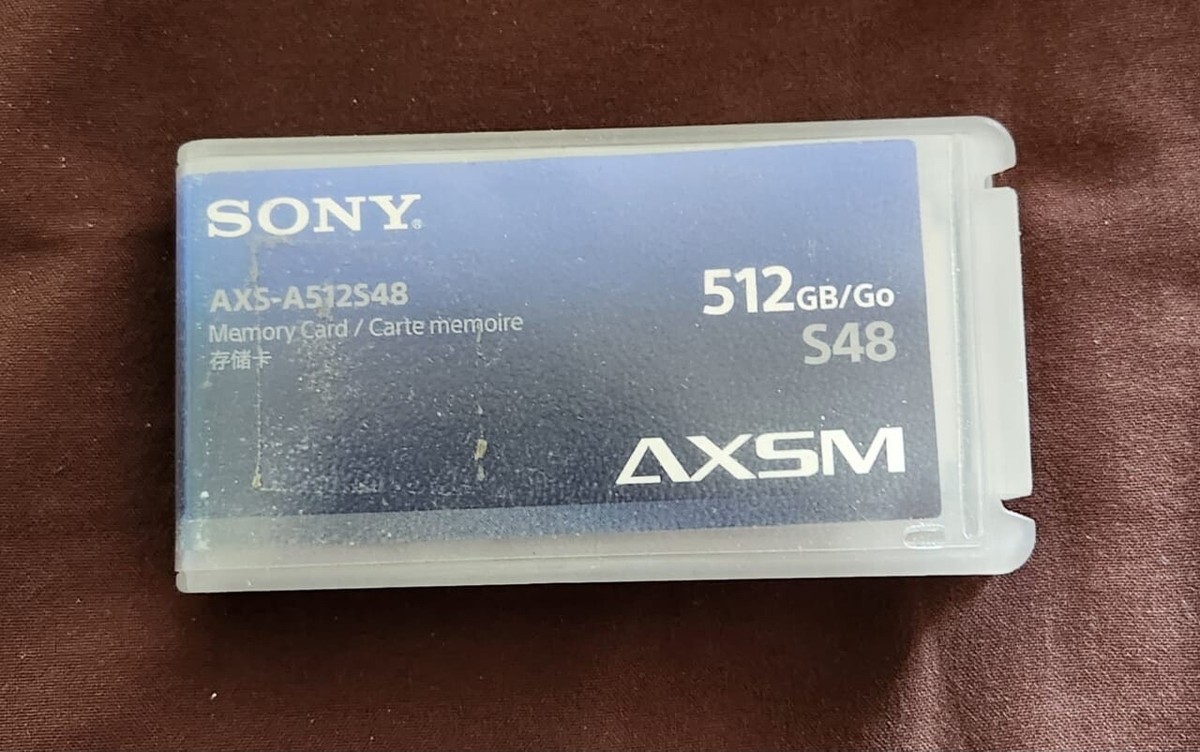 SONY®
AXS-A512S48
Memory Card / Carte memoire
存储卡
512GB/Go
S48
AXSM